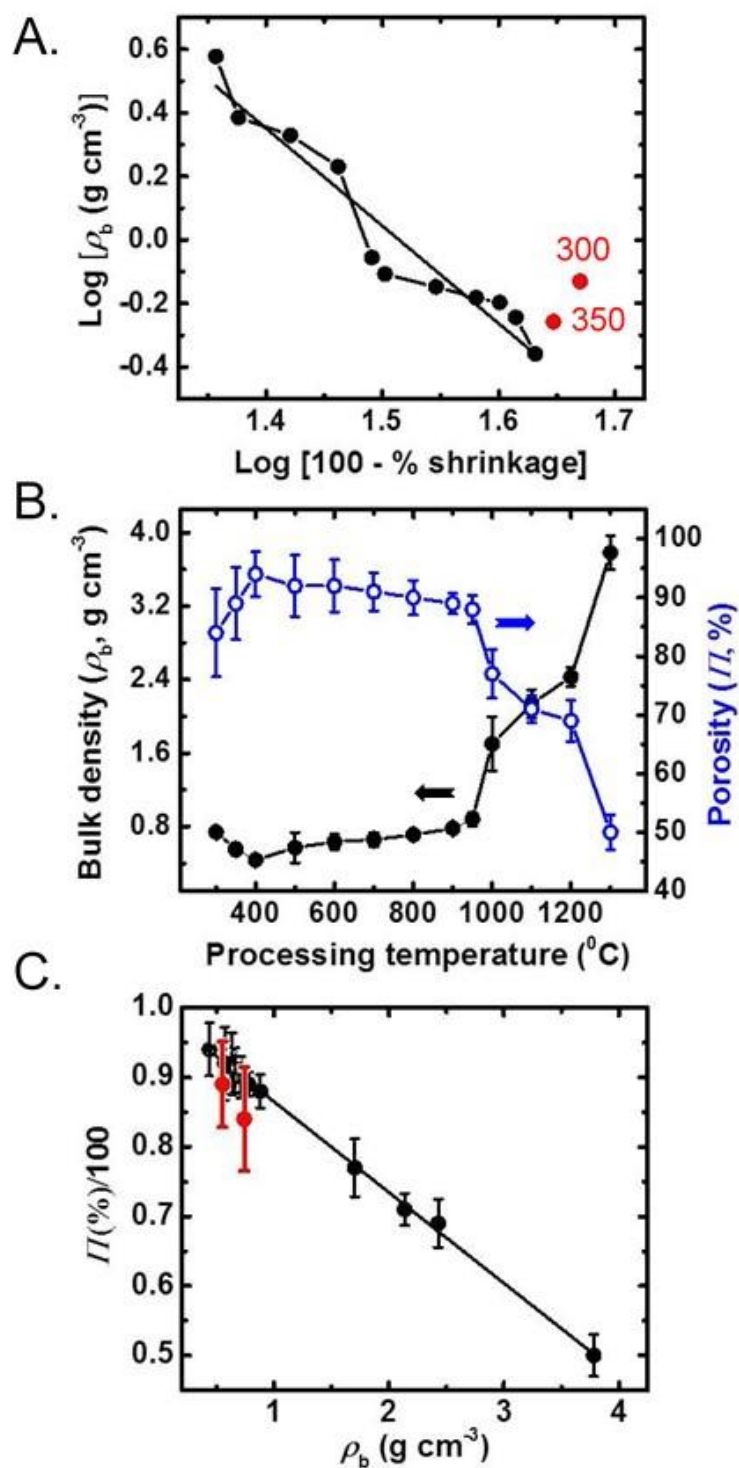 A.
Log [ρb (g cm-3)]
0.6
0.4
0.2
0.0
-0.2
-0.4
300
350
1.4 1.5 1.6 1.7
Log [100 - % shrinkage]
B.
Bulk density (ρb, g cm-3)
4.0
3.2
2.4
1.6
0.8
100
90
80
70
60
50
40
Porosity (Π, %)
400 600 800 1000 1200
Processing temperature (0C)
C.
Π(%)/100
1.0
0.9
0.8
0.7
0.6
0.5
1 2 3 4
ρb (g cm-3)